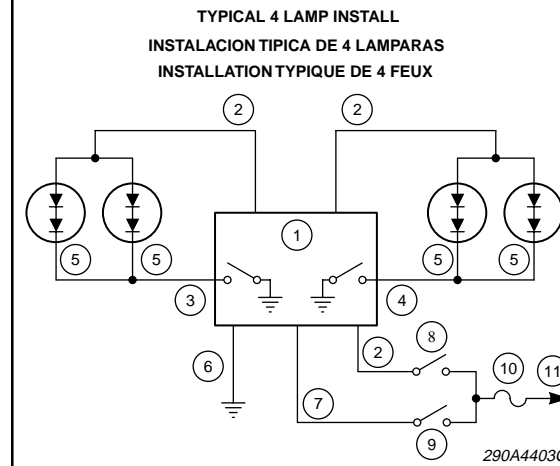 TYPICAL 4 LAMP INSTALL
INSTALACION TIPICA DE 4 LAMPARAS
INSTALLATION TYPIQUE DE 4 FEUX
2 2
1
5 5 5 5
3 4
6 2 8
7 10 11
9
290A4403C